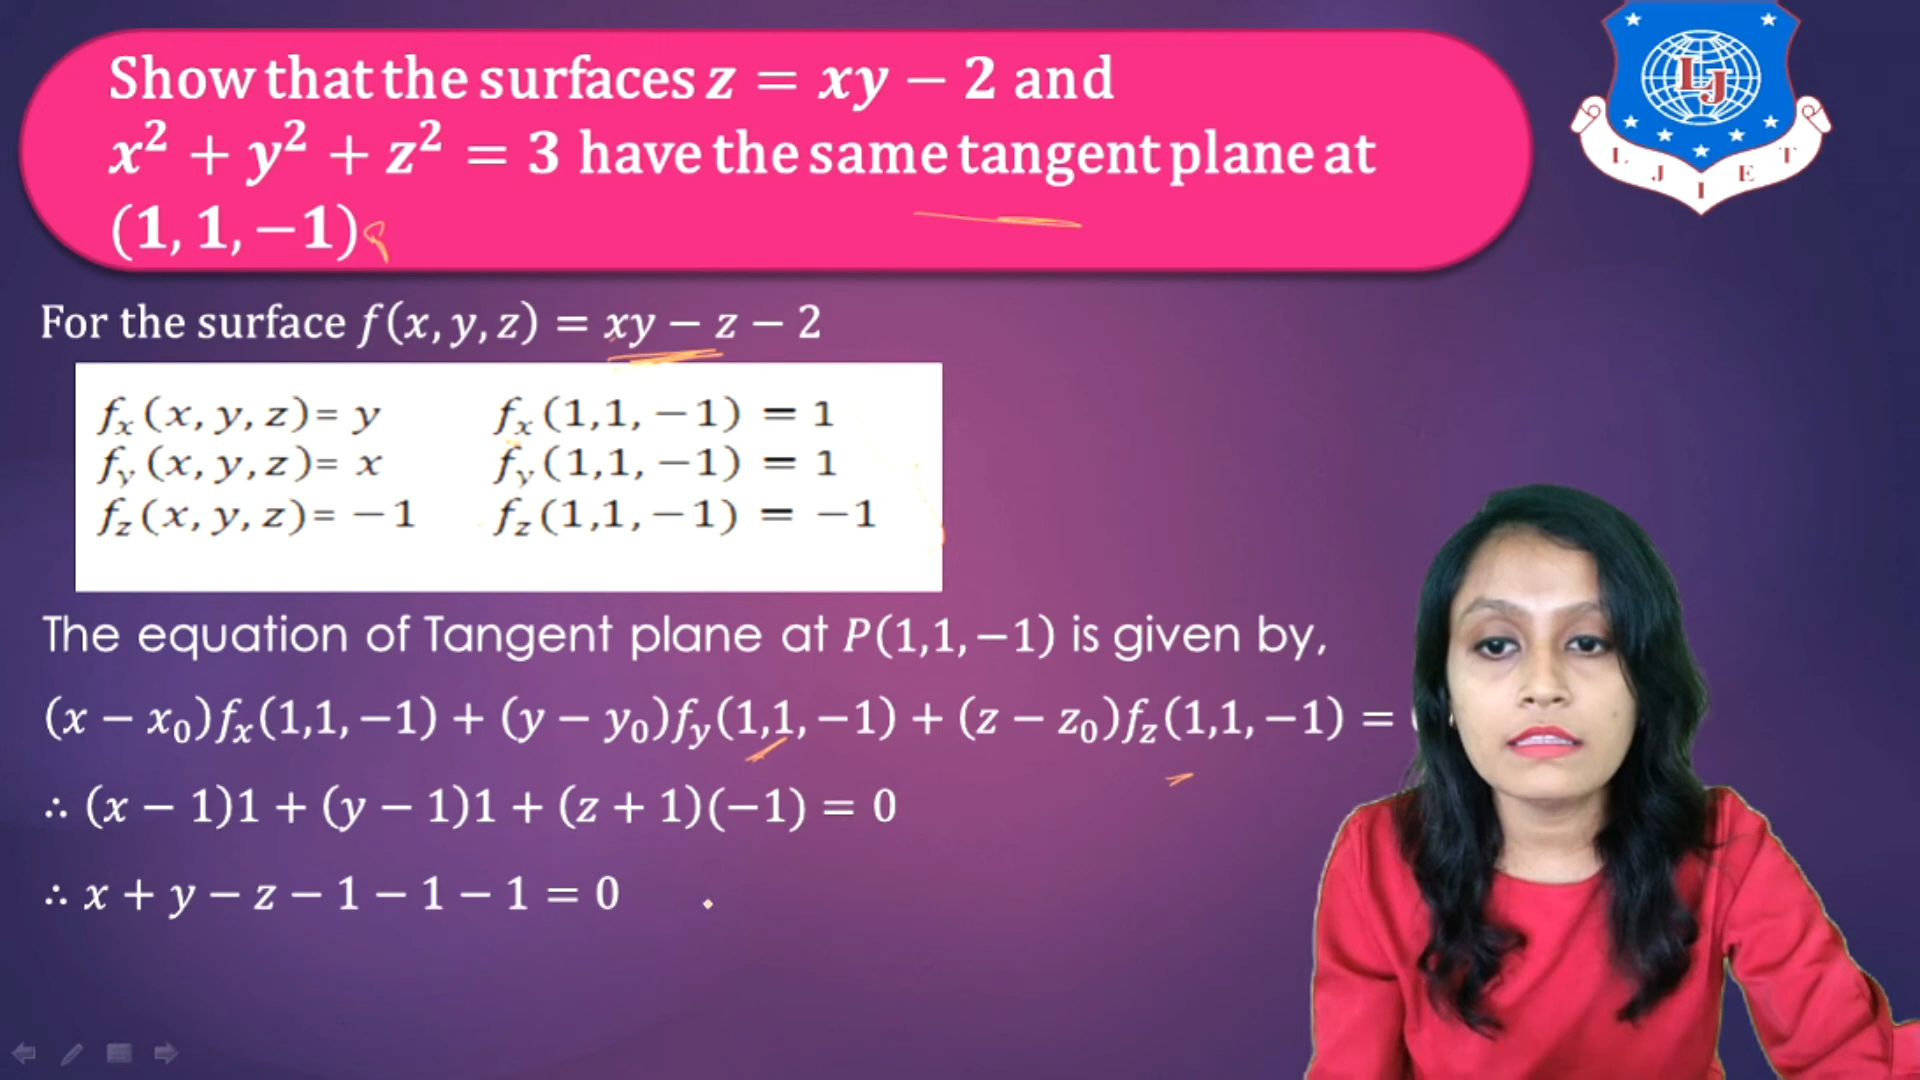 Show that the surfaces z = xy − 2 and
x² + y² + z² = 3 have the same tangent plane at
(1, 1, −1)
LJ
L J I E T
For the surface f(x, y, z) = xy − z − 2
fₓ(x, y, z)= y fₓ(1,1, −1) = 1
f_y(x, y, z)= x f_y(1,1, −1) = 1
f_z(x, y, z)= −1 f_z(1,1, −1) = −1
The equation of Tangent plane at P(1,1, −1) is given by,
(x − x₀)fₓ(1,1, −1) + (y − y₀)f_y(1,1, −1) + (z − z₀)f_z(1,1, −1) =
∴ (x − 1)1 + (y − 1)1 + (z + 1)(−1) = 0
∴ x + y − z − 1 − 1 − 1 = 0